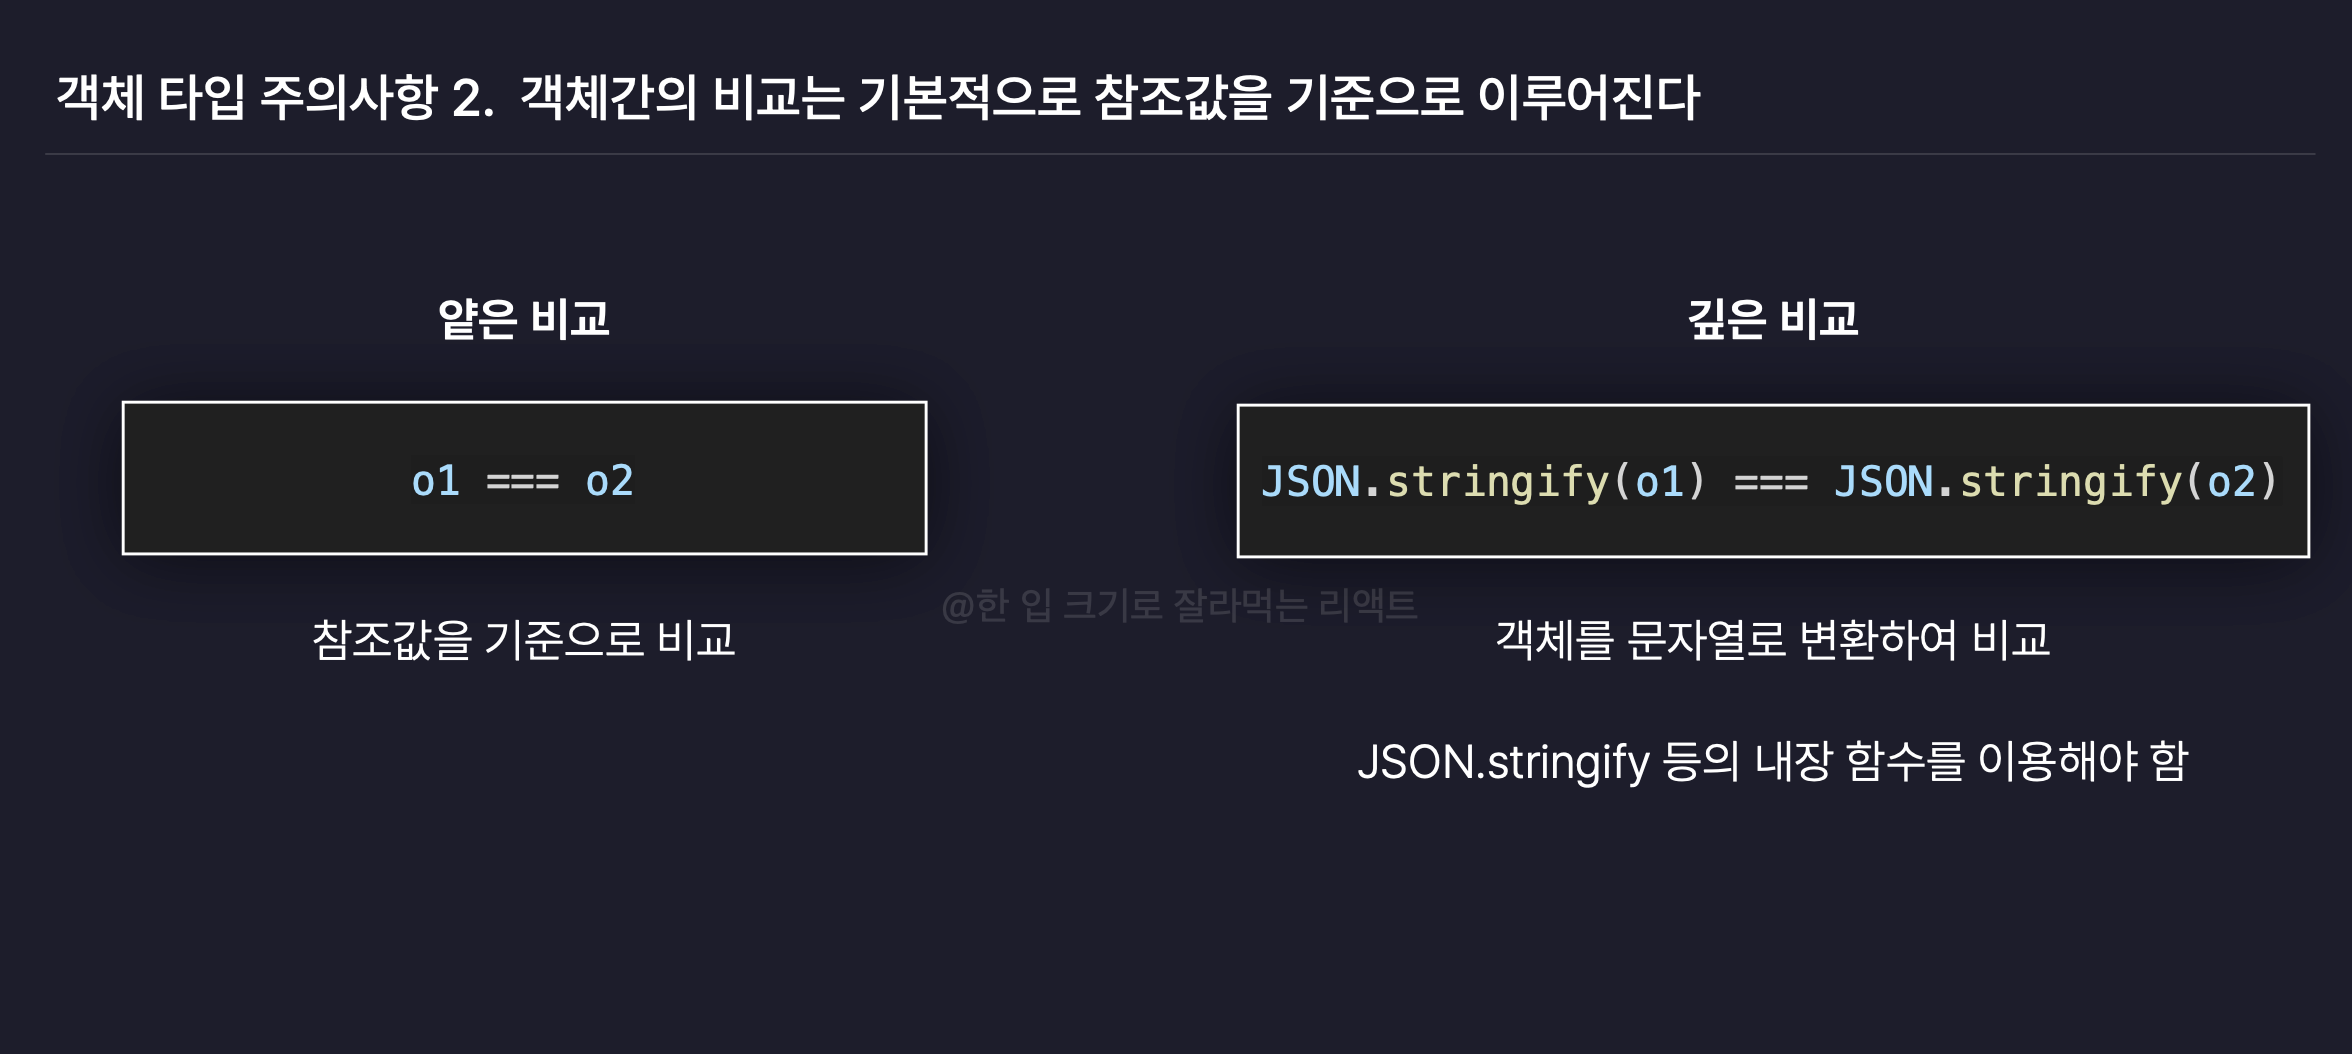 객체 타입 주의사항 2. 객체간의 비교는 기본적으로 참조값을 기준으로 이루어진다
얕은 비교
o1 === o2
참조값을 기준으로 비교
깊은 비교
JSON.stringify(o1) === JSON.stringify(o2)
객체를 문자열로 변환하여 비교
JSON.stringify 등의 내장 함수를 이용해야 함
@한 입 크기로 잘라먹는 리액트